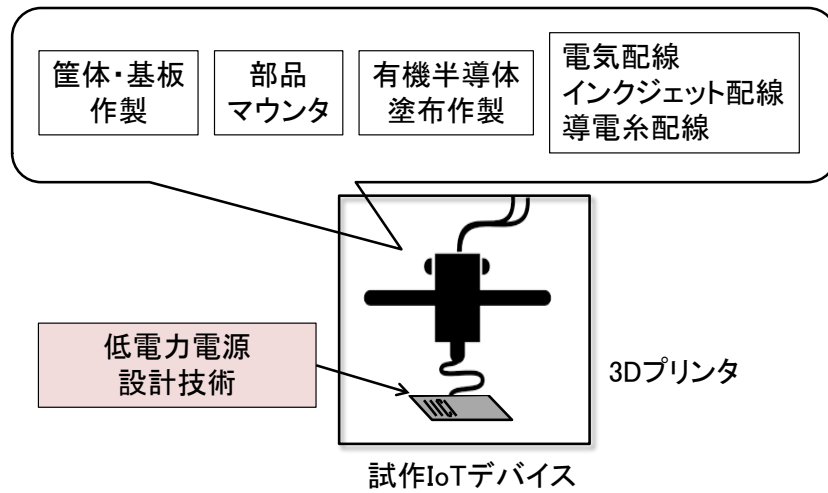 筐体・基板
作製
部品
マウンタ
有機半導体
塗布作製
電気配線
インクジェット配線
導電糸配線
低電力電源
設計技術
3Dプリンタ
試作IoTデバイス